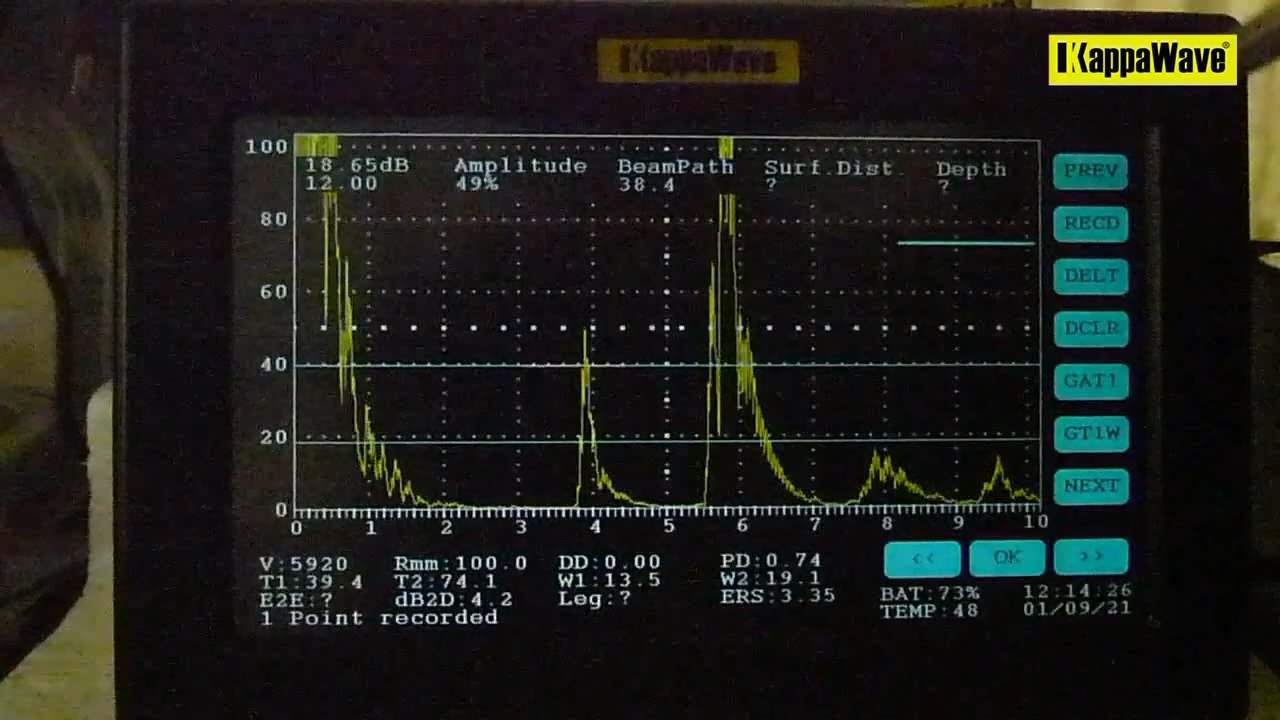 KappaWave
KappaWave®
100
18.65dB Amplitude BeamPath Surf.Dist. Depth
12.00 49% 38.4 ? ?
80
60
40
20
0
0 1 2 3 4 5 6 7 8 9 10
PREV
RECD
DELT
DCLR
GAT1
GT1W
NEXT
<< OK >>
V:5920 Rmm:100.0 DD:0.00 PD:0.74
T1:39.4 T2:74.1 W1:13.5 W2:19.1
E2E:? dB2D:4.2 Leg:? ERS:3.35
1 Point recorded
BAT:73% 12:14:26
TEMP:48 01/09/21